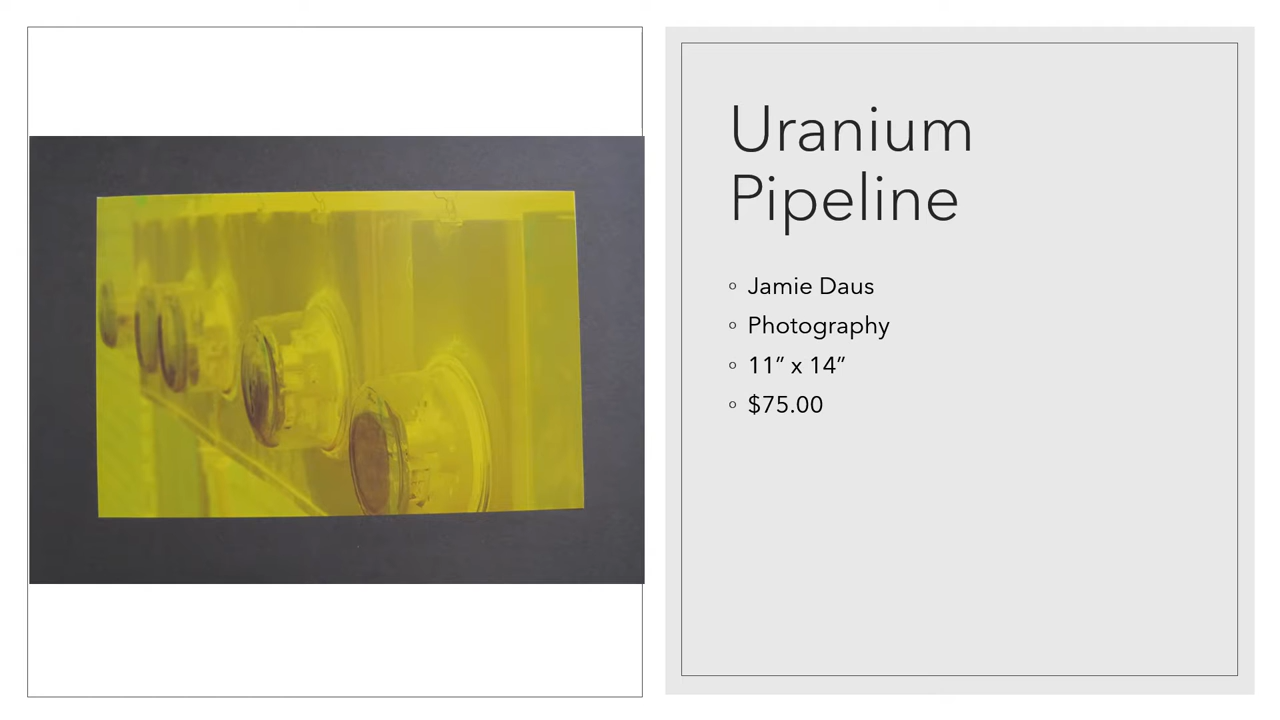 Uranium
Pipeline
Jamie Daus
Photography
11” x 14”
$75.00